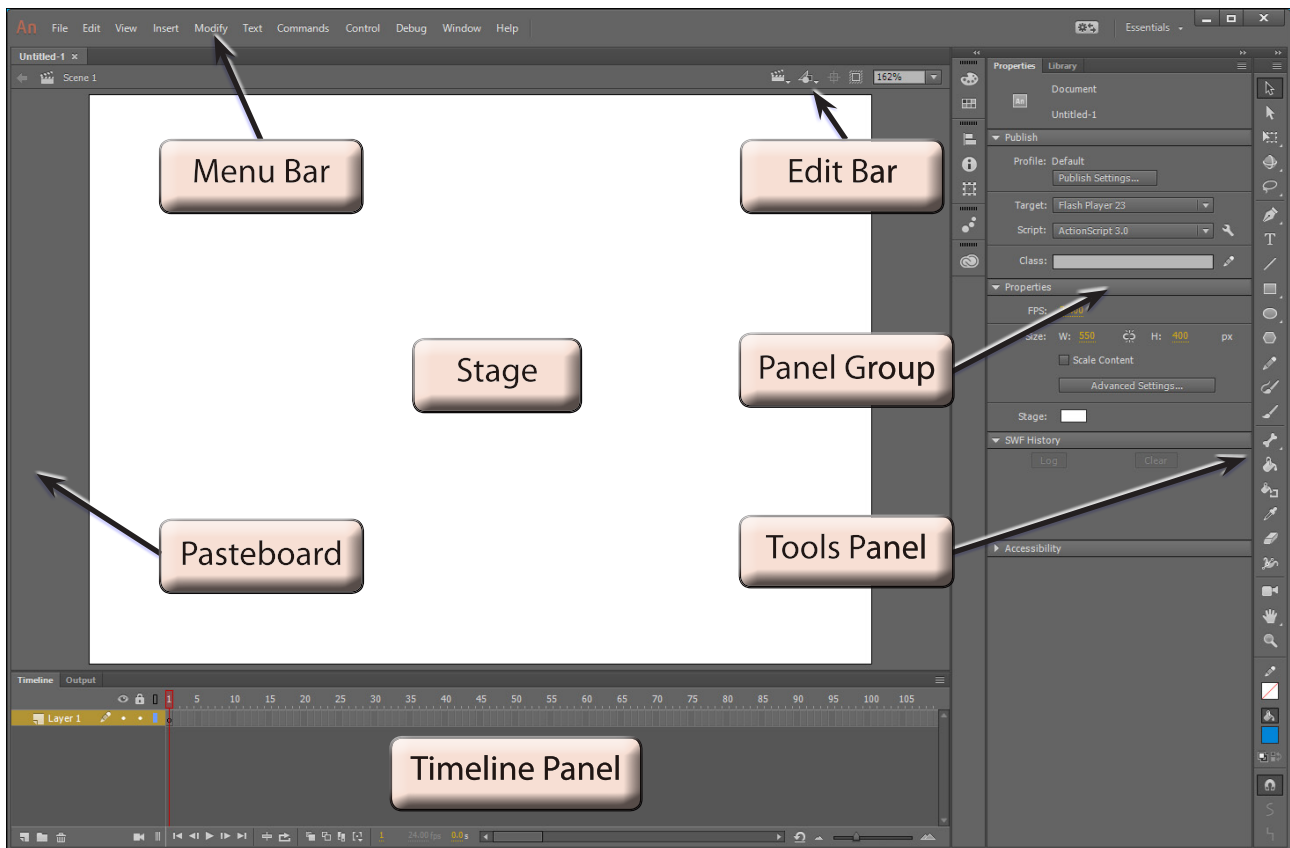 An File Edit View Insert Modify Text Commands Control Debug Window Help Essentials
Untitled-1 ×
Scene 1 162%
Menu Bar
Edit Bar
Stage
Panel Group
Pasteboard
Tools Panel
Properties Library
Document
An
Untitled-1
Publish
Profile: Default
Publish Settings...
Target: Flash Player 23
Script: ActionScript 3.0
Class:
Properties
FPS:
Size: W: 550 H: 400 px
Scale Content
Advanced Settings...
Stage:
SWF History
Log Clear
Accessibility
T
Timeline Output
1 5 10 15 20 25 30 35 40 45 50 55 60 65 70 75 80 85 90 95 100 105
Layer 1
Timeline Panel
1 24.00 fps 0.0 s